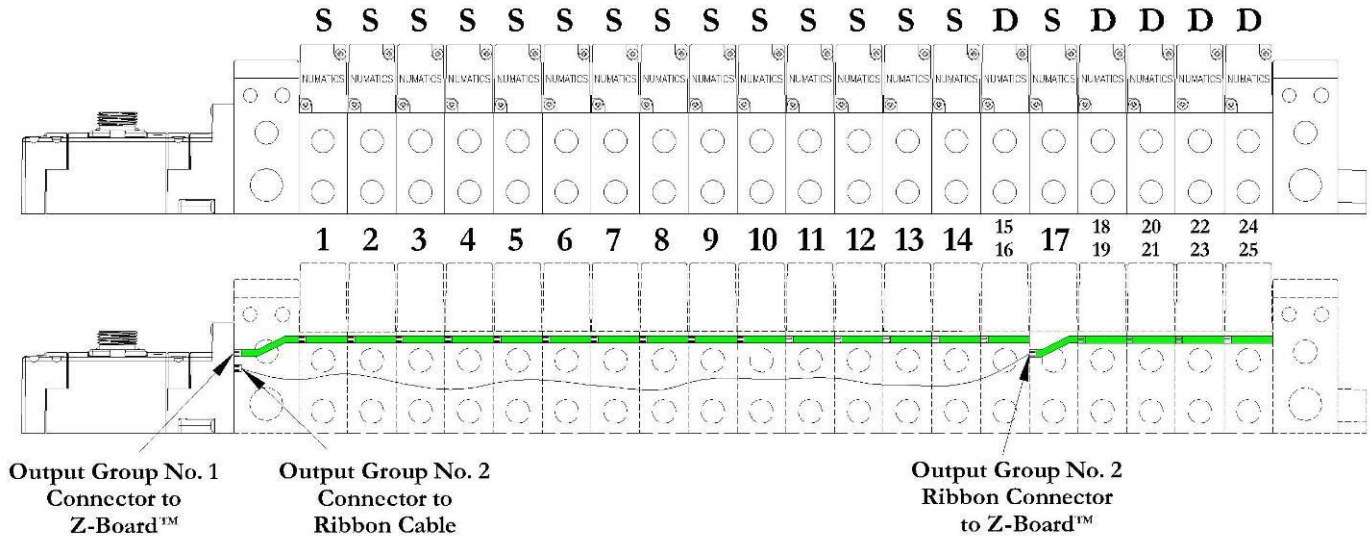 S S S S S S S S S S S S S S D S D D D D
NUMATICS NUMATICS NUMATICS NUMATICS NUMATICS NUMATICS NUMATICS NUMATICS NUMATICS NUMATICS NUMATICS NUMATICS NUMATICS NUMATICS NUMATICS NUMATICS NUMATICS NUMATICS NUMATICS NUMATICS
1 2 3 4 5 6 7 8 9 10 11 12 13 14 15 17 18 20 22 24
16 19 21 23 25
Output Group No. 1
Connector to
Z-Board™
Output Group No. 2
Connector to
Ribbon Cable
Output Group No. 2
Ribbon Connector
to Z-Board™